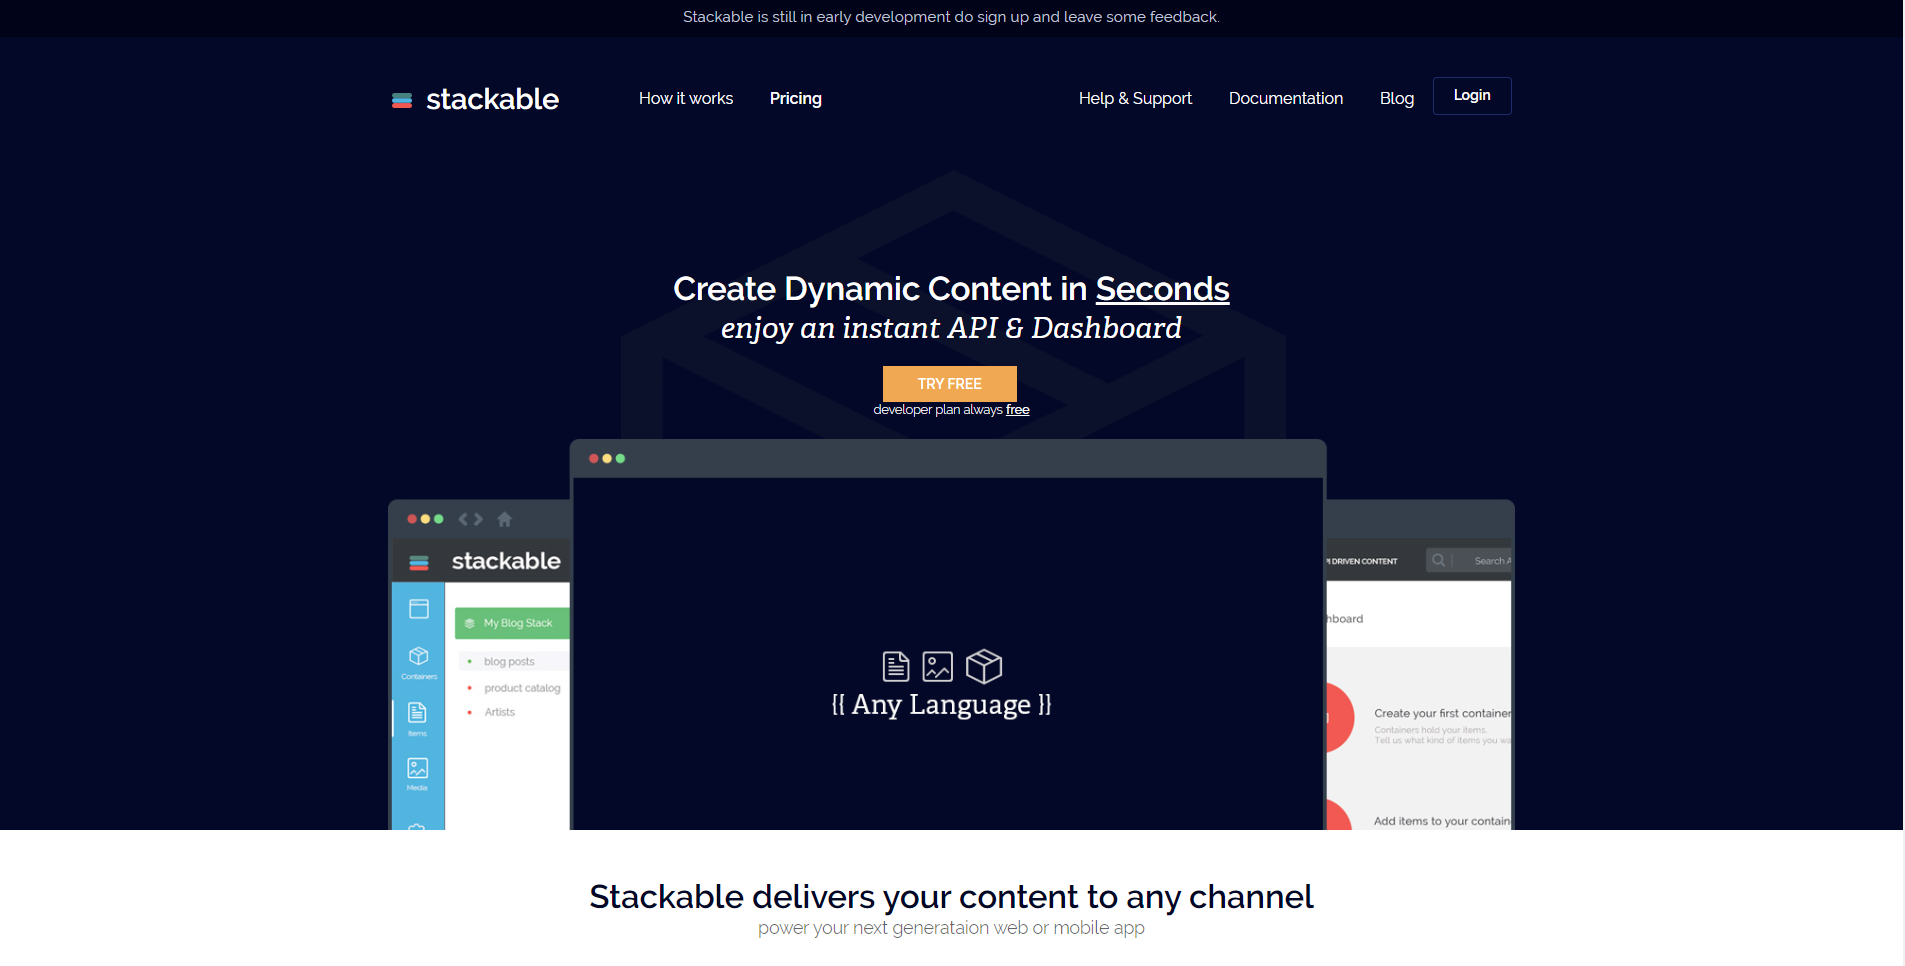 Stackable is still in early development do sign up and leave some feedback.
stackable
How it works
Pricing
Help & Support
Documentation
Blog
Login
Create Dynamic Content in Seconds
enjoy an instant API & Dashboard
TRY FREE
developer plan always free
stackable
My Blog Stack
blog posts
product catalog
Artists
Containers
Items
Media
{{ Any Language }}
DRIVEN CONTENT
Search
Create your first container
Containers hold your items.
Tell us what kind of items you
Add items to your
Stackable delivers your content to any channel
power your next generataion web or mobile app